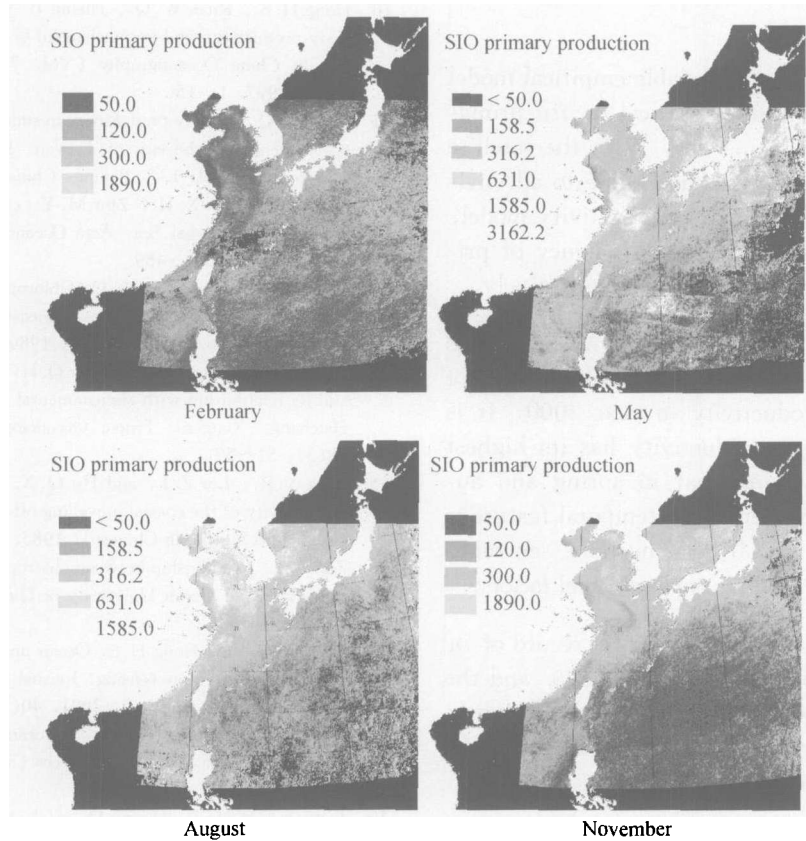 SIO primary production
50.0
120.0
300.0
1890.0
February
SIO primary production
< 50.0
158.5
316.2
631.0
1585.0
3162.2
May
SIO primary production
< 50.0
158.5
316.2
631.0
1585.0
August
SIO primary production
50.0
120.0
300.0
1890.0
November